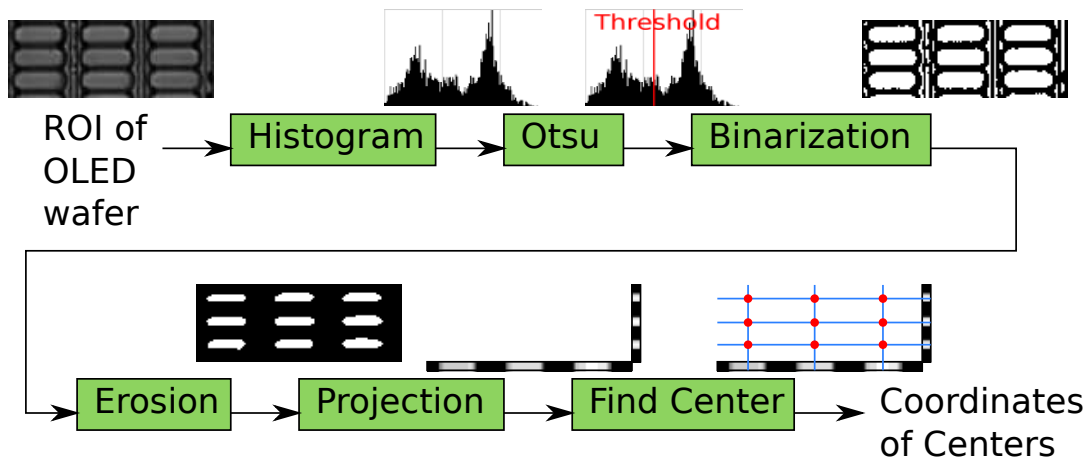 Threshold
ROI of
OLED
wafer
Histogram
Otsu
Binarization
Erosion
Projection
Find Center
Coordinates
of Centers